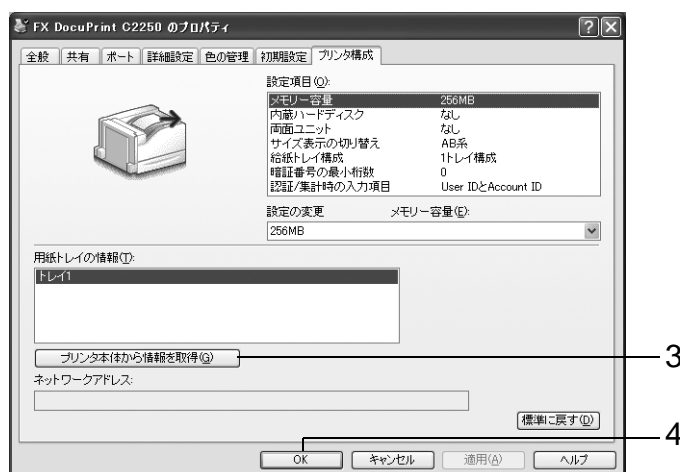 FX DocuPrint C2250 のプロパティ
全般 共有 ポート 詳細設定 色の管理 初期設定 プリンタ構成
設定項目(O):
メモリー容量 256MB
内蔵ハードディスク なし
両面ユニット なし
サイズ表示の切り替え AB系
給紙トレイ構成 1トレイ構成
暗証番号の最小桁数 0
認証/集計時の入力項目 User IDとAccount ID
設定の変更 メモリー容量(E):
256MB
用紙トレイの情報(T):
トレイ1
プリンタ本体から情報を取得(G)
3
ネットワークアドレス:
標準に戻す(D)
4
OK キャンセル 適用(A) ヘルプ